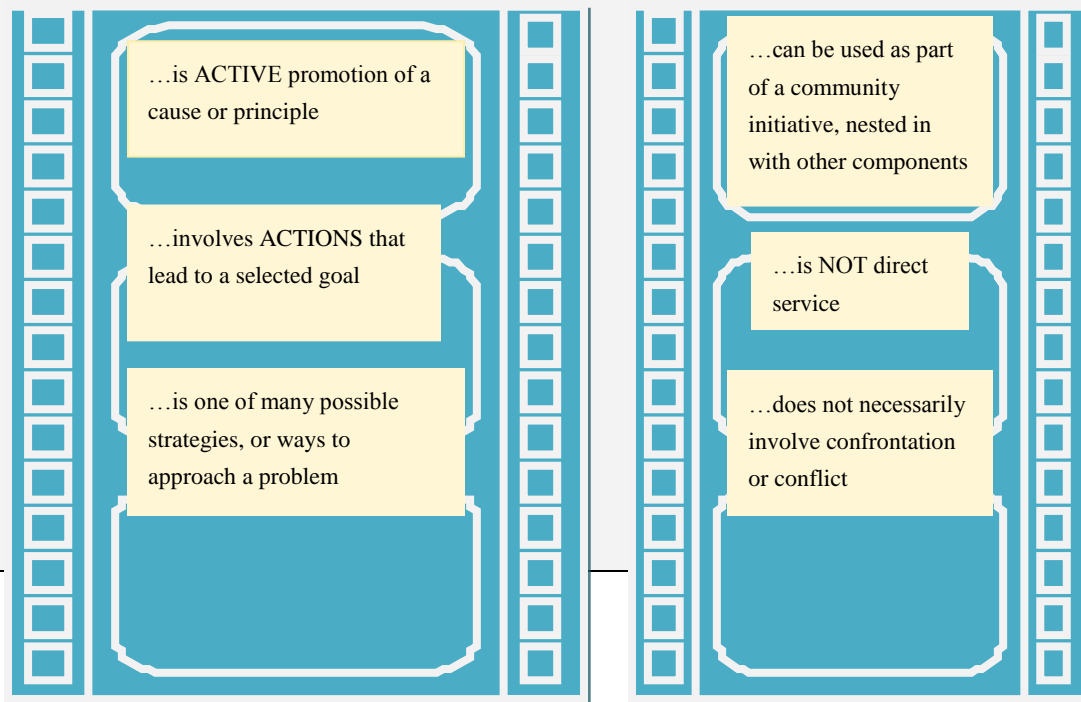 …is ACTIVE promotion of a
cause or principle
…involves ACTIONS that
lead to a selected goal
…is one of many possible
strategies, or ways to
approach a problem
…can be used as part
of a community
initiative, nested in
with other components
…is NOT direct
service
…does not necessarily
involve confrontation
or conflict